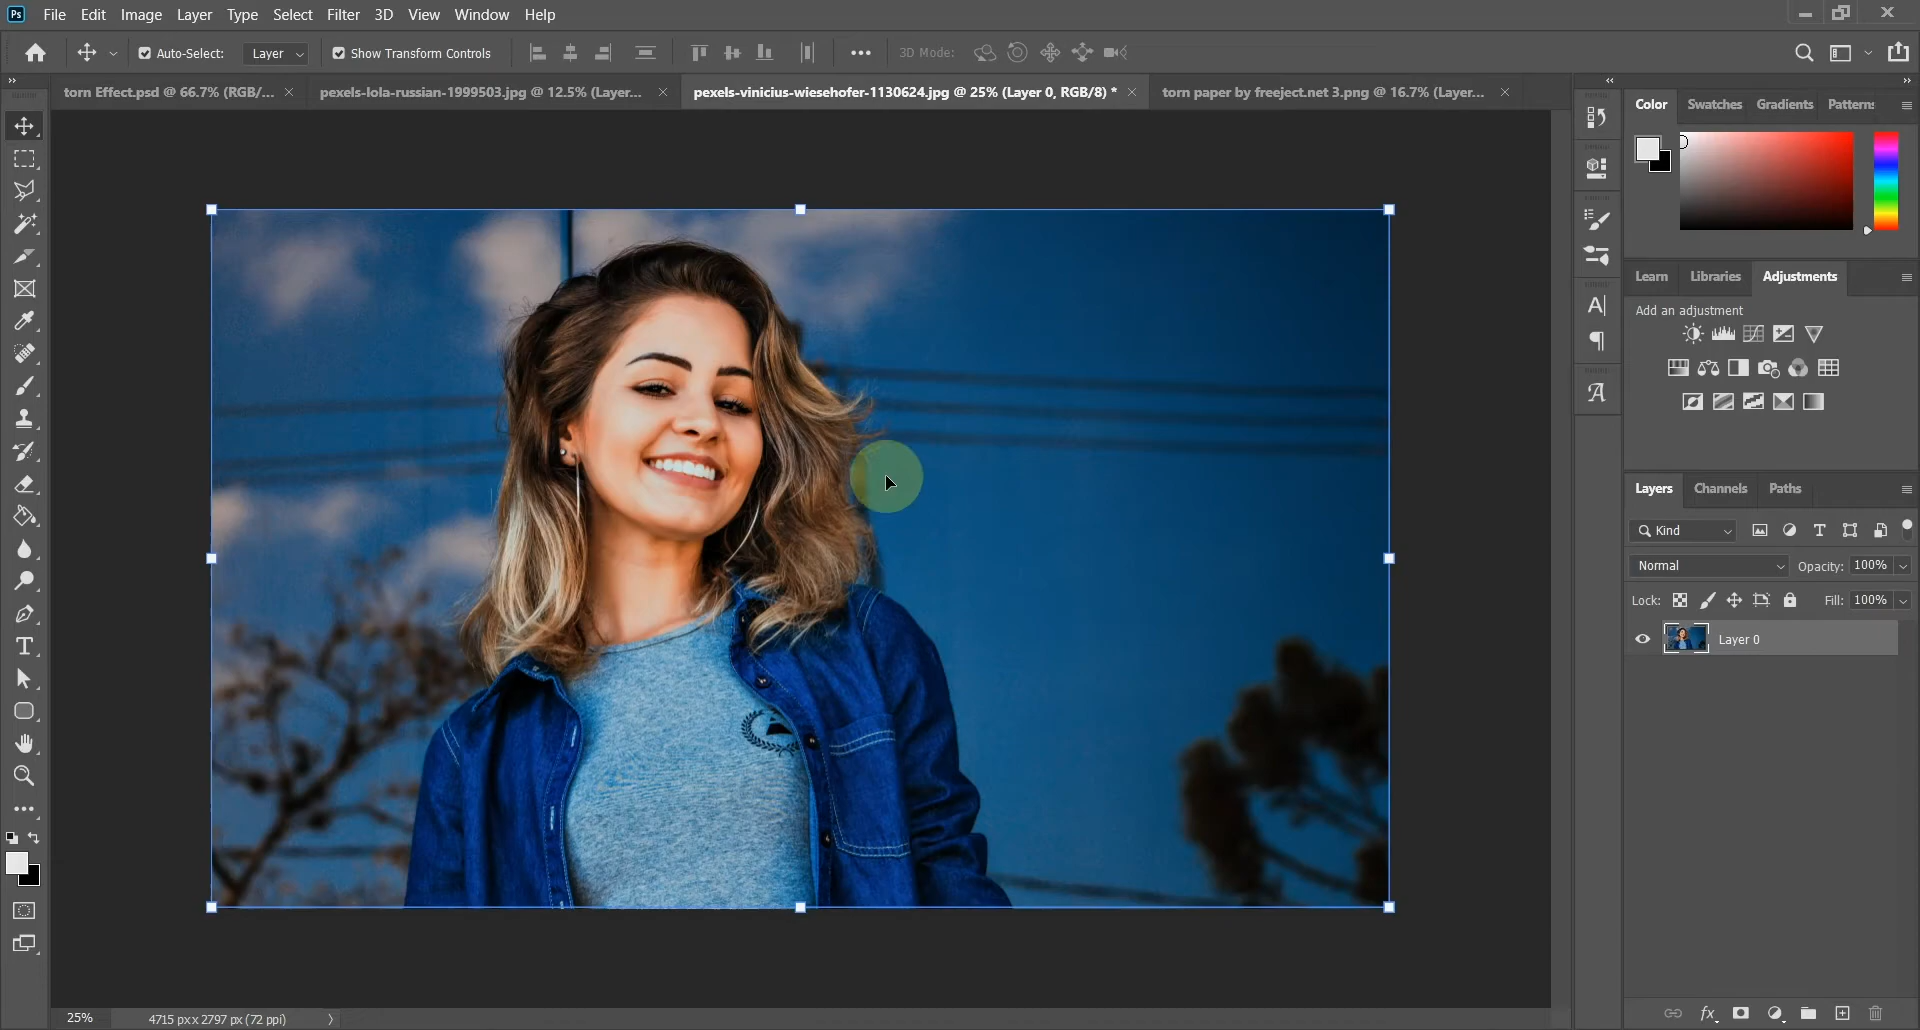 Ps File Edit Image Layer Type Select Filter 3D View Window Help
Auto-Select: Layer Show Transform Controls 3D Mode:
torn Effect.psd @ 66.7% (RGB/... pexels-lola-russian-1999503.jpg @ 12.5% (Layer... pexels-vinicius-wiesehofer-1130624.jpg @ 25% (Layer 0, RGB/8) * torn paper by freeject.net 3.png @ 16.7% (Layer...
Color Swatches Gradients Patterns
Learn Libraries Adjustments
Add an adjustment
Layers Channels Paths
Kind
Normal Opacity: 100%
Lock: Fill: 100%
Layer 0
25% 4715 px x 2797 px (72 ppi)